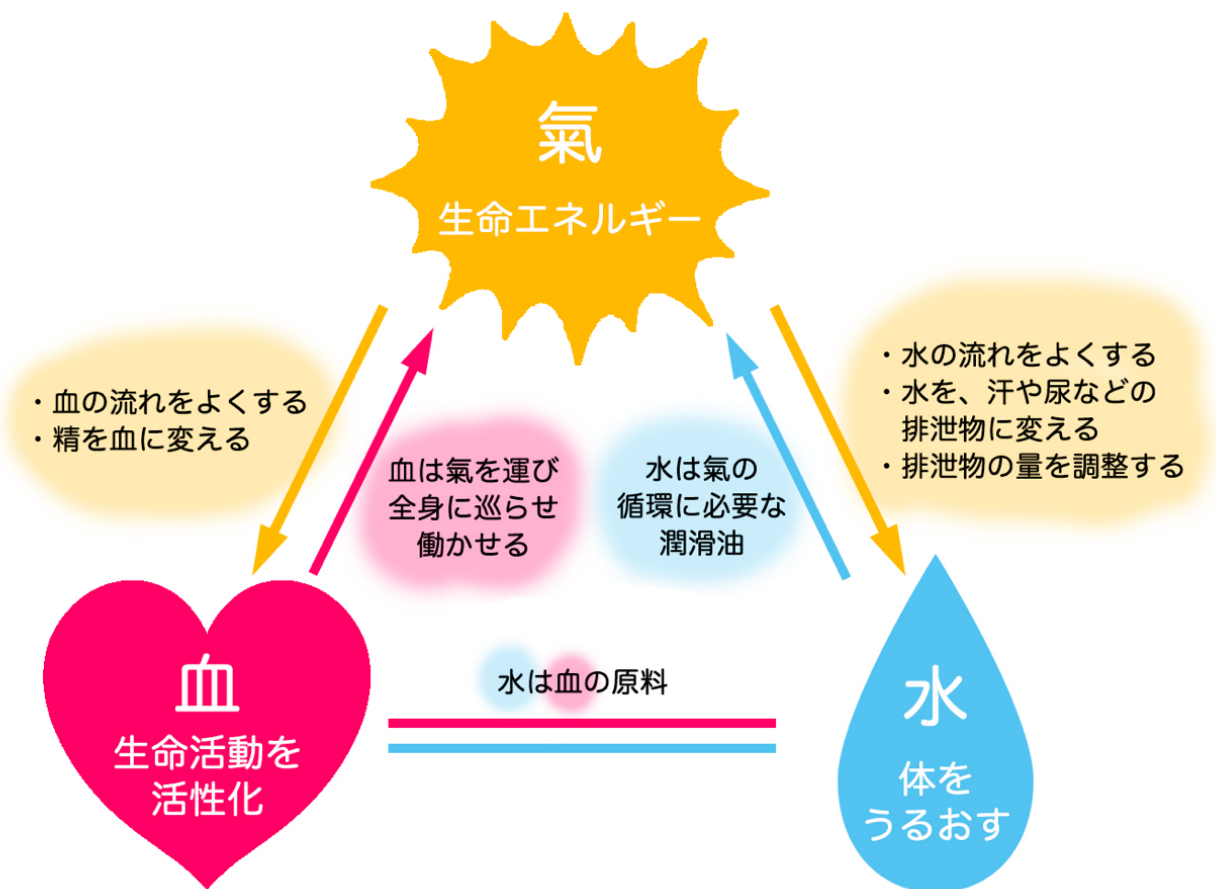 氣
生命エネルギー
・血の流れをよくする
・精を血に変える
血は氣を運び
全身に巡らせ
働かせる
水は氣の
循環に必要な
潤滑油
・水の流れをよくする
・水を、汗や尿などの
排泄物に変える
・排泄物の量を調整する
血
生命活動を
活性化
水は血の原料
水
体を
うるおす